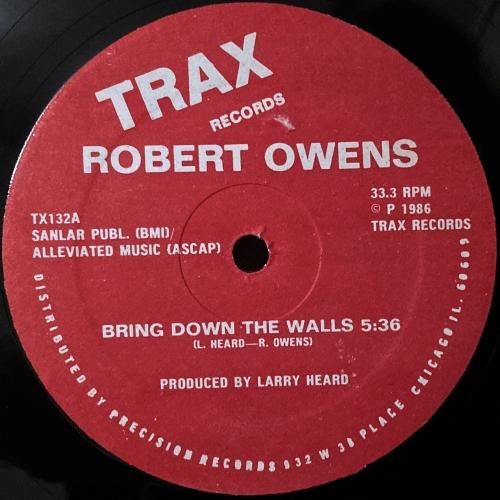 TRAX
RECORDS
ROBERT OWENS
TX132A
SANLAR PUBL. (BMI)/
ALLEVIATED MUSIC (ASCAP)
33.3 RPM
© P 1986
TRAX RECORDS
BRING DOWN THE WALLS 5:36
(L. HEARD—R. OWENS)
PRODUCED BY LARRY HEARD
DISTRIBUTED BY PRECISION RECORDS 932 W 38 PLACE CHICAGO IL. 60609